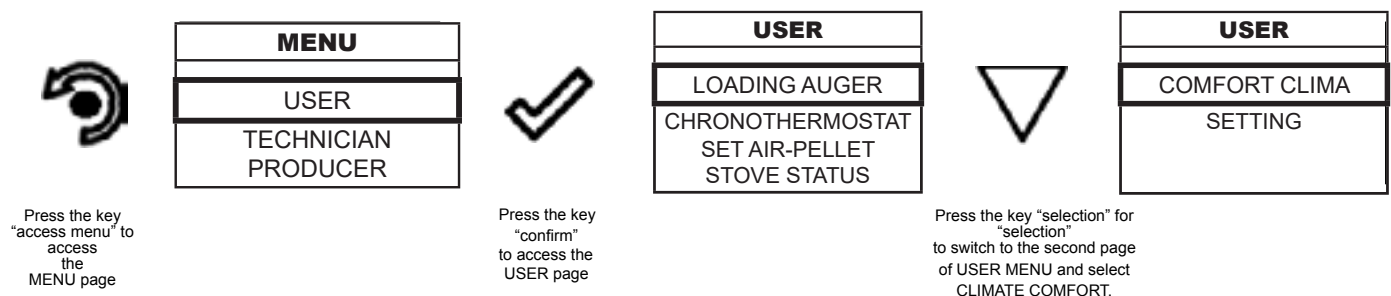 MENU
USER
TECHNICIAN
PRODUCER
USER
LOADING AUGER
CHRONOTHERMOSTAT
SET AIR-PELLET
STOVE STATUS
USER
COMFORT CLIMA
SETTING
Press the key
“access menu” to
access
the
MENU page
Press the key
“confirm”
to access the
USER page
Press the key “selection” for
“selection”
to switch to the second page
of USER MENU and select
CLIMATE COMFORT.